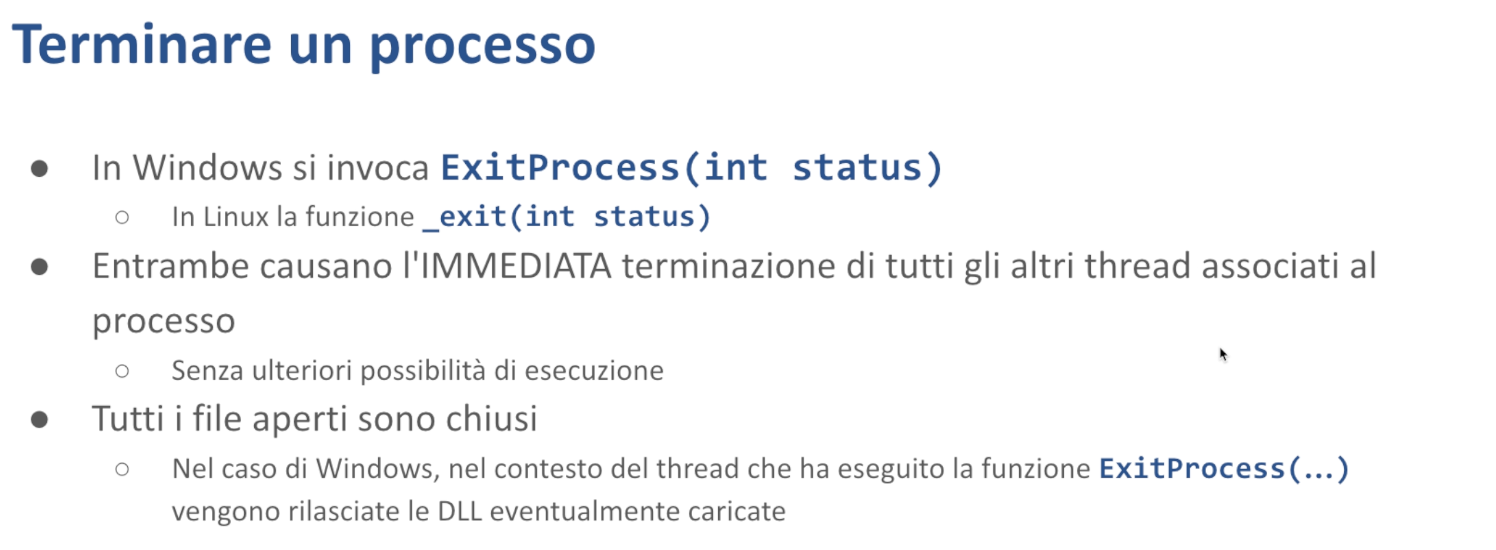 Terminare un processo
● In Windows si invoca ExitProcess(int status)
○ In Linux la funzione _exit(int status)
● Entrambe causano l'IMMEDIATA terminazione di tutti gli altri thread associati al
processo
○ Senza ulteriori possibilità di esecuzione
● Tutti i file aperti sono chiusi
○ Nel caso di Windows, nel contesto del thread che ha eseguito la funzione ExitProcess(...)
vengono rilasciate le DLL eventualmente caricate